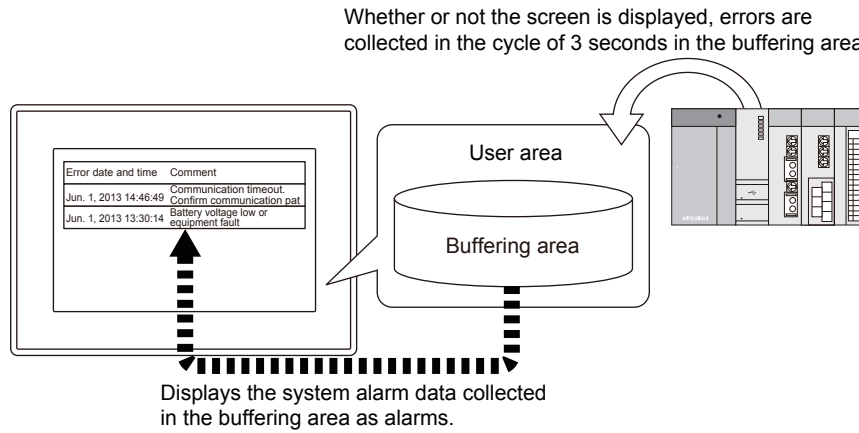 Whether or not the screen is displayed, errors are
collected in the cycle of 3 seconds in the buffering area
User area
Error date and time Comment
Jun. 1, 2013 14:46:49 Communication timeout.
Confirm communication pat
Jun. 1, 2013 13:30:14 Battery voltage low or
equipment fault
Buffering area
Displays the system alarm data collected
in the buffering area as alarms.